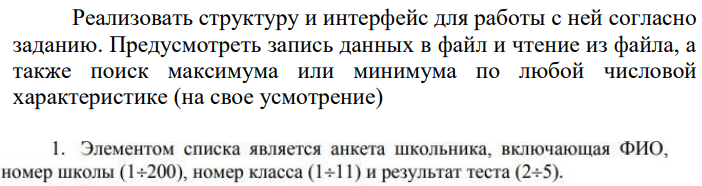 Реализовать структуру и интерфейс для работы с ней согласно
заданию. Предусмотреть запись данных в файл и чтение из файла, а
также поиск максимума или минимума по любой числовой
характеристике (на свое усмотрение)
1. Элементом списка является анкета школьника, включающая ФИО,
номер школы (1÷200), номер класса (1÷11) и результат теста (2÷5).